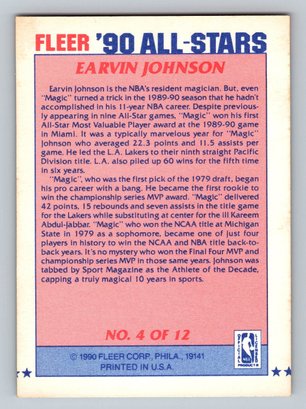 FLEER '90 ALL-STARS
EARVIN JOHNSON
Earvin Johnson is the NBA's resident magician. But, even
"Magic" turned a trick in the 1989-90 season that he hadn't
accomplished in his 11-year NBA career. Despite previous-
ly appearing in nine All-Star games, "Magic" won his first
All-Star Most Valuable Player award at the 1989-90 game
in Miami. It was a typically marvelous year for "Magic"
Johnson who averaged 22.3 points and 11.5 assists per
game. He led the L.A. Lakers to their ninth straight Pacific
Division title. L.A. also piled up 60 wins for the fifth time
in six years.
"Magic", who was the first pick of the 1979 draft, began
his pro career with a bang. He became the first rookie to
win the championship series MVP award. "Magic" delivered
42 points, 15 rebounds and seven assists in the title game
for the Lakers while substituting at center for the ill Kareem
Abdul-Jabbar. "Magic" who won the NCAA title at Michigan
State in 1979 as a sophomore, became one of just four
players in history to win the NCAA and NBA title back-to-
back years. It's no mystery who won the Final Four MVP and
championship series MVP in those same years. Johnson was
tabbed by Sport Magazine as the Athlete of the Decade,
capping a truly magical 10 years in sports.
NO. 4 OF 12
© 1990 FLEER CORP., PHILA., 19141
PRINTED IN U.S.A.